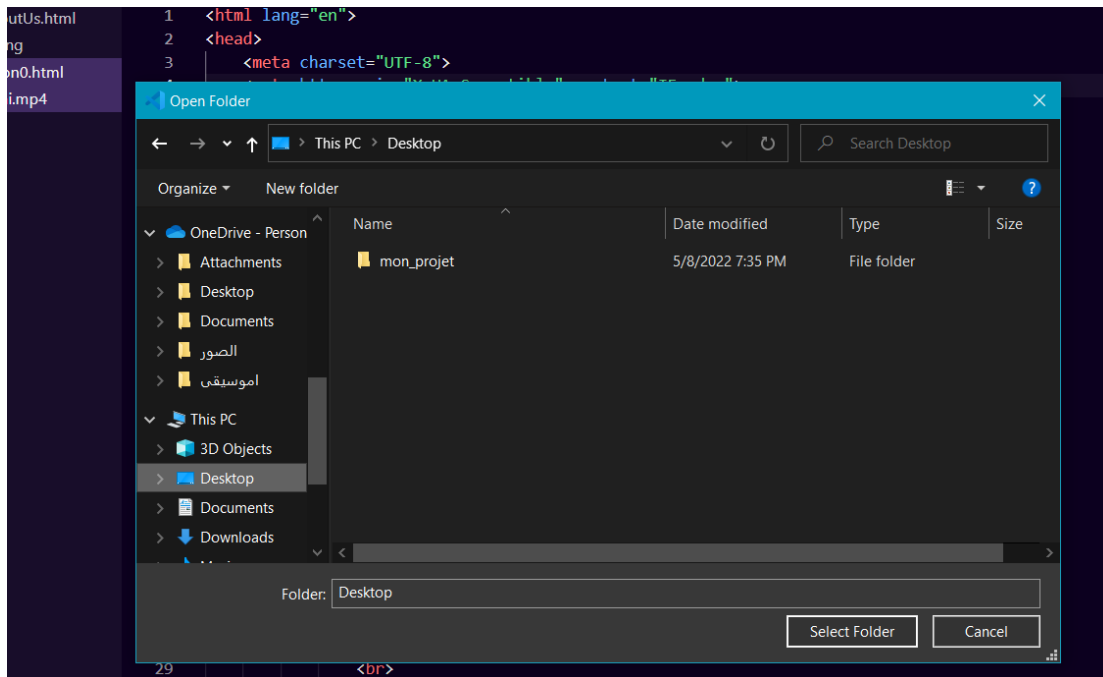 utUs.html
ng
on0.html
i.mp4
1 <html lang="en">
2 <head>
3 <meta charset="UTF-8">
Open Folder
This PC > Desktop
Search Desktop
Organize
New folder
Name Date modified Type Size
mon_projet 5/8/2022 7:35 PM File folder
OneDrive - Person
Attachments
Desktop
Documents
الصور
اموسيقى
This PC
3D Objects
Desktop
Documents
Downloads
Folder: Desktop
Select Folder
Cancel
29 <br>